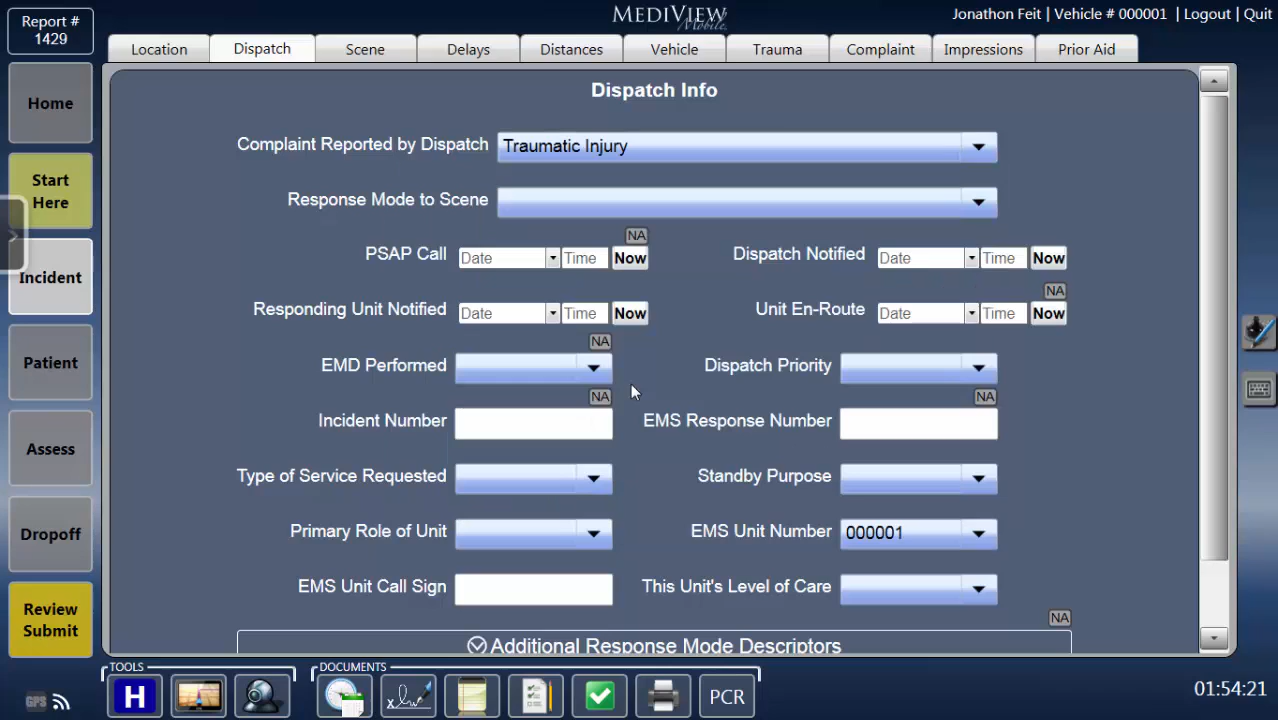 Report #
1429
MEDIVIEW
Mobile
Jonathon Feit | Vehicle # 000001 | Logout | Quit
Location Dispatch Scene Delays Distances Vehicle Trauma Complaint Impressions Prior Aid
Home
Start
Here
Incident
Patient
Assess
Dropoff
Review
Submit
Dispatch Info
Complaint Reported by Dispatch Traumatic Injury
Response Mode to Scene
NA
PSAP Call Date Time Now Dispatch Notified Date Time Now
NA
Responding Unit Notified Date Time Now Unit En-Route Date Time Now
NA
EMD Performed Dispatch Priority
NA NA
Incident Number EMS Response Number
Type of Service Requested Standby Purpose
Primary Role of Unit EMS Unit Number 000001
EMS Unit Call Sign This Unit's Level of Care
NA
Additional Response Mode Descriptors
TOOLS DOCUMENTS
GPS H PCR 01:54:21